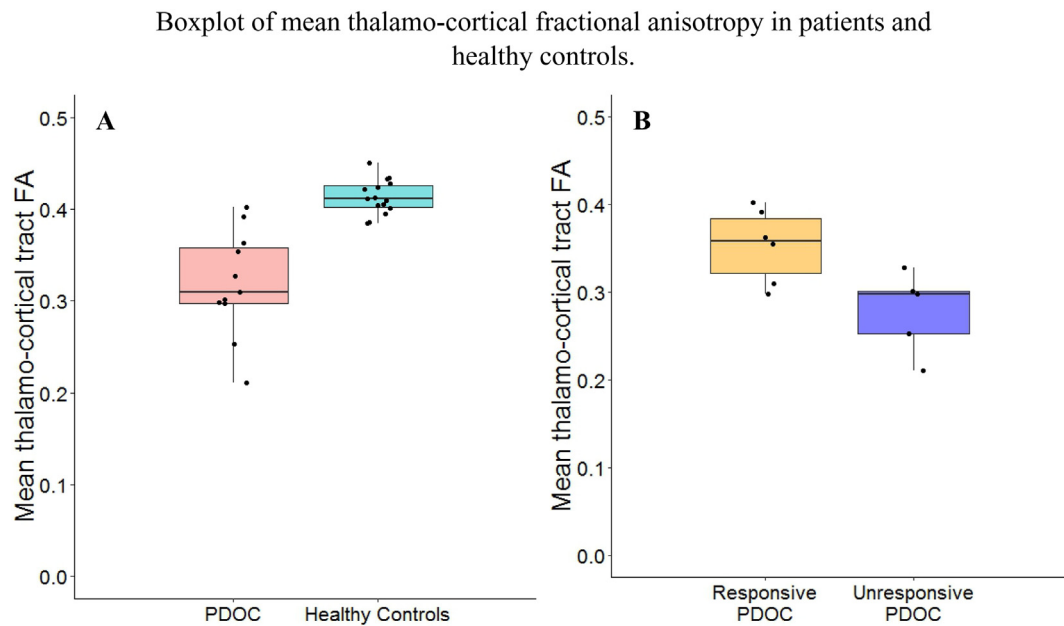 Boxplot of mean thalamo-cortical fractional anisotropy in patients and
healthy controls.
A
Mean thalamo-cortical tract FA
0.5
0.4
0.3
0.2
0.1
0.0
PDOC
Healthy Controls
B
Mean thalamo-cortical tract FA
0.5
0.4
0.3
0.2
0.1
0.0
Responsive
PDOC
Unresponsive
PDOC